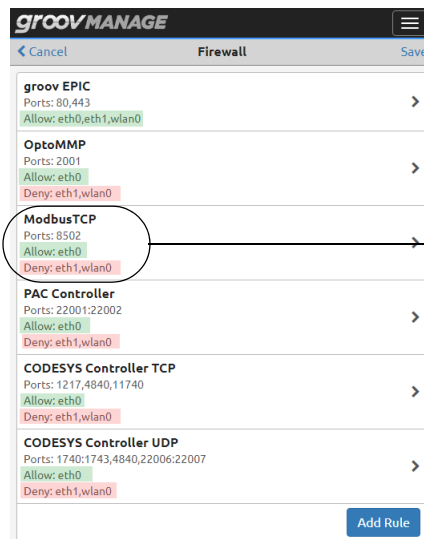 groov MANAGE
Cancel Firewall Save
groov EPIC
Ports: 80,443
Allow: eth0,eth1,wlan0
OptoMMP
Ports: 2001
Allow: eth0
Deny: eth1,wlan0
ModbusTCP
Ports: 8502
Allow: eth0
Deny: eth1,wlan0
PAC Controller
Ports: 22001:22002
Allow: eth0
Deny: eth1,wlan0
CODESYS Controller TCP
Ports: 1217,4840,11740
Allow: eth0
Deny: eth1,wlan0
CODESYS Controller UDP
Ports: 1740:1743,4840,22006:22007
Allow: eth0
Deny: eth1,wlan0
Add Rule